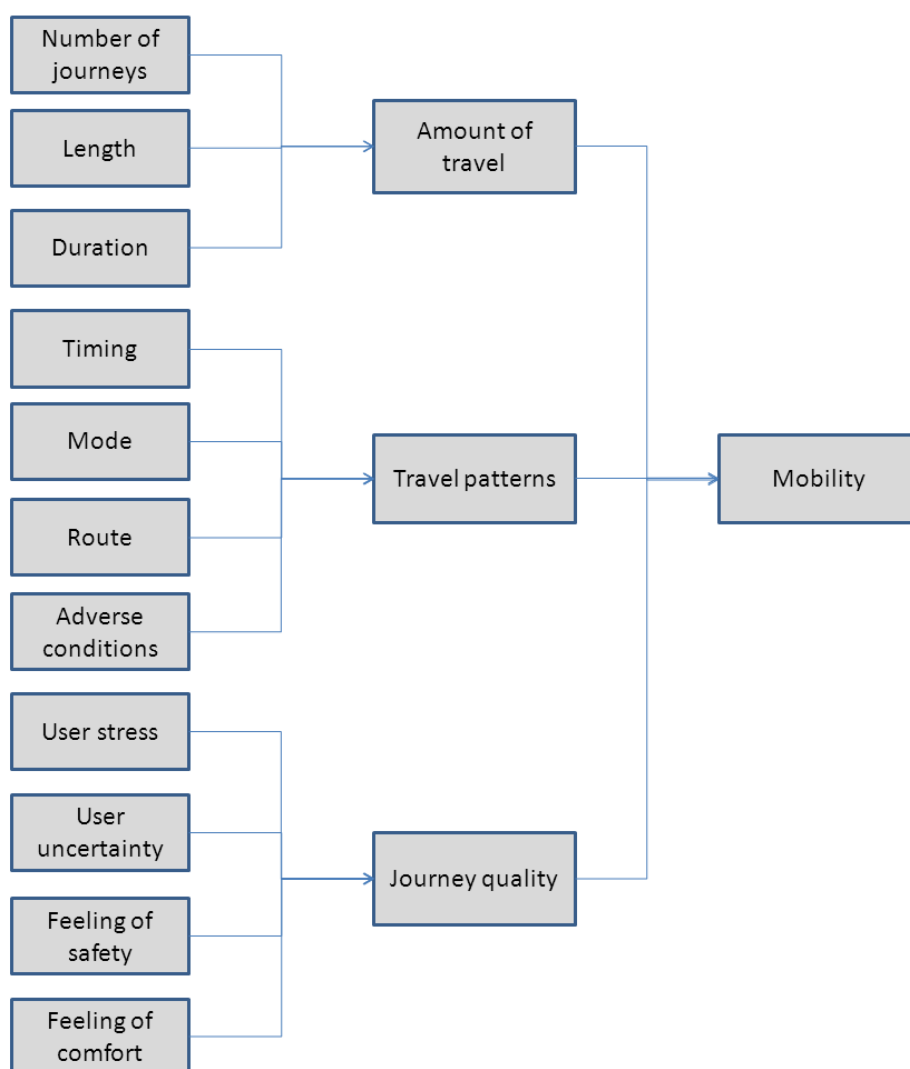 Number of
journeys
Length
Duration
Timing
Mode
Route
Adverse
conditions
User stress
User
uncertainty
Feeling of
safety
Feeling of
comfort
Amount of
travel
Travel patterns
Journey quality
Mobility